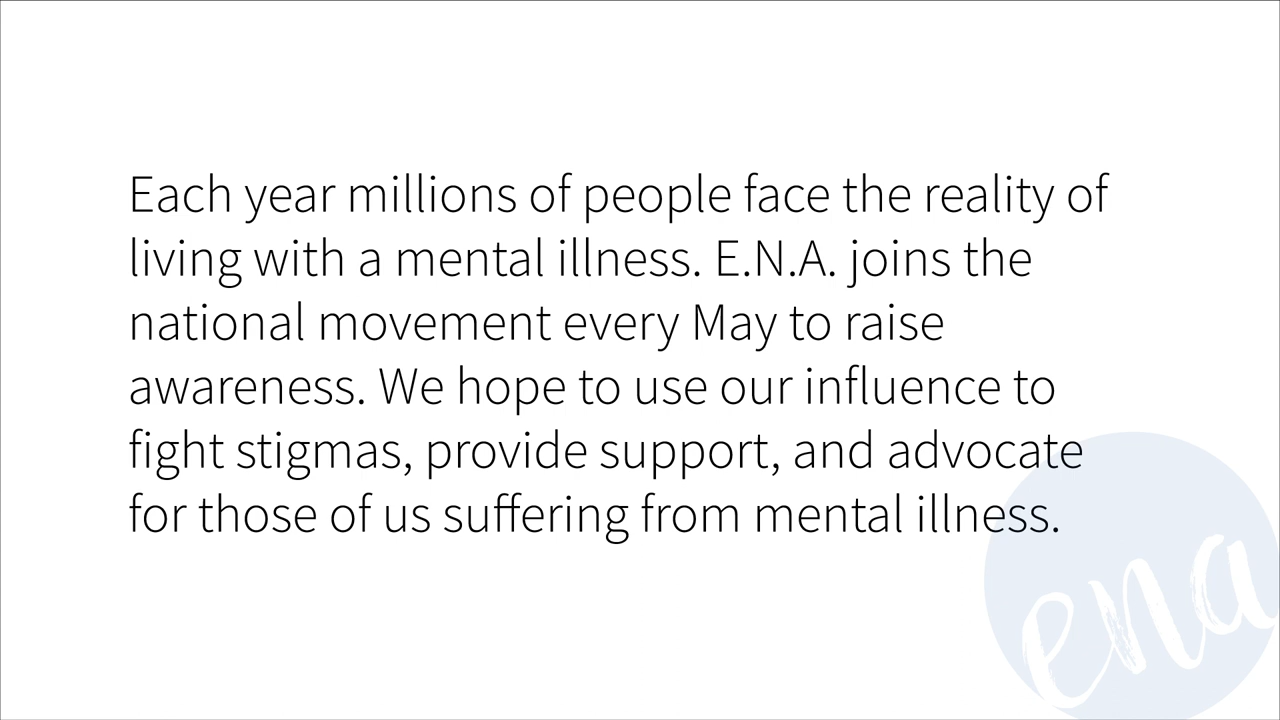 Each year millions of people face the reality of
living with a mental illness. E.N.A. joins the
national movement every May to raise
awareness. We hope to use our influence to
fight stigmas, provide support, and advocate
for those of us suffering from mental illness.
ena